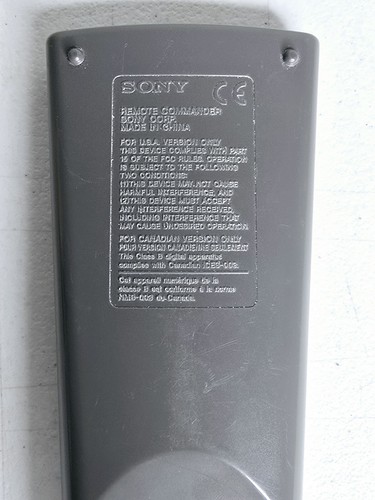 SONY CE
REMOTE COMMANDER
SONY CORP.
MADE IN CHINA
FOR U.S.A. VERSION ONLY
THIS DEVICE COMPLIES WITH PART
15 OF THE FCC RULES. OPERATION
IS SUBJECT TO THE FOLLOWING
TWO CONDITIONS:
(1)THIS DEVICE MAY NOT CAUSE
HARMFUL INTERFERENCE, AND
(2)THIS DEVICE MUST ACCEPT
ANY INTERFERENCE RECEIVED,
INCLUDING INTERFERENCE THAT
MAY CAUSE UNDESIRED OPERATION.
FOR CANADIAN VERSION ONLY
POUR VERSION CANADIENNE SEULEMENT
This Class B digital apparatus
complies with Canadian ICES-003.
Cet appareil numérique de la
classe B est conforme à la norme
NMB-003 du Canada.